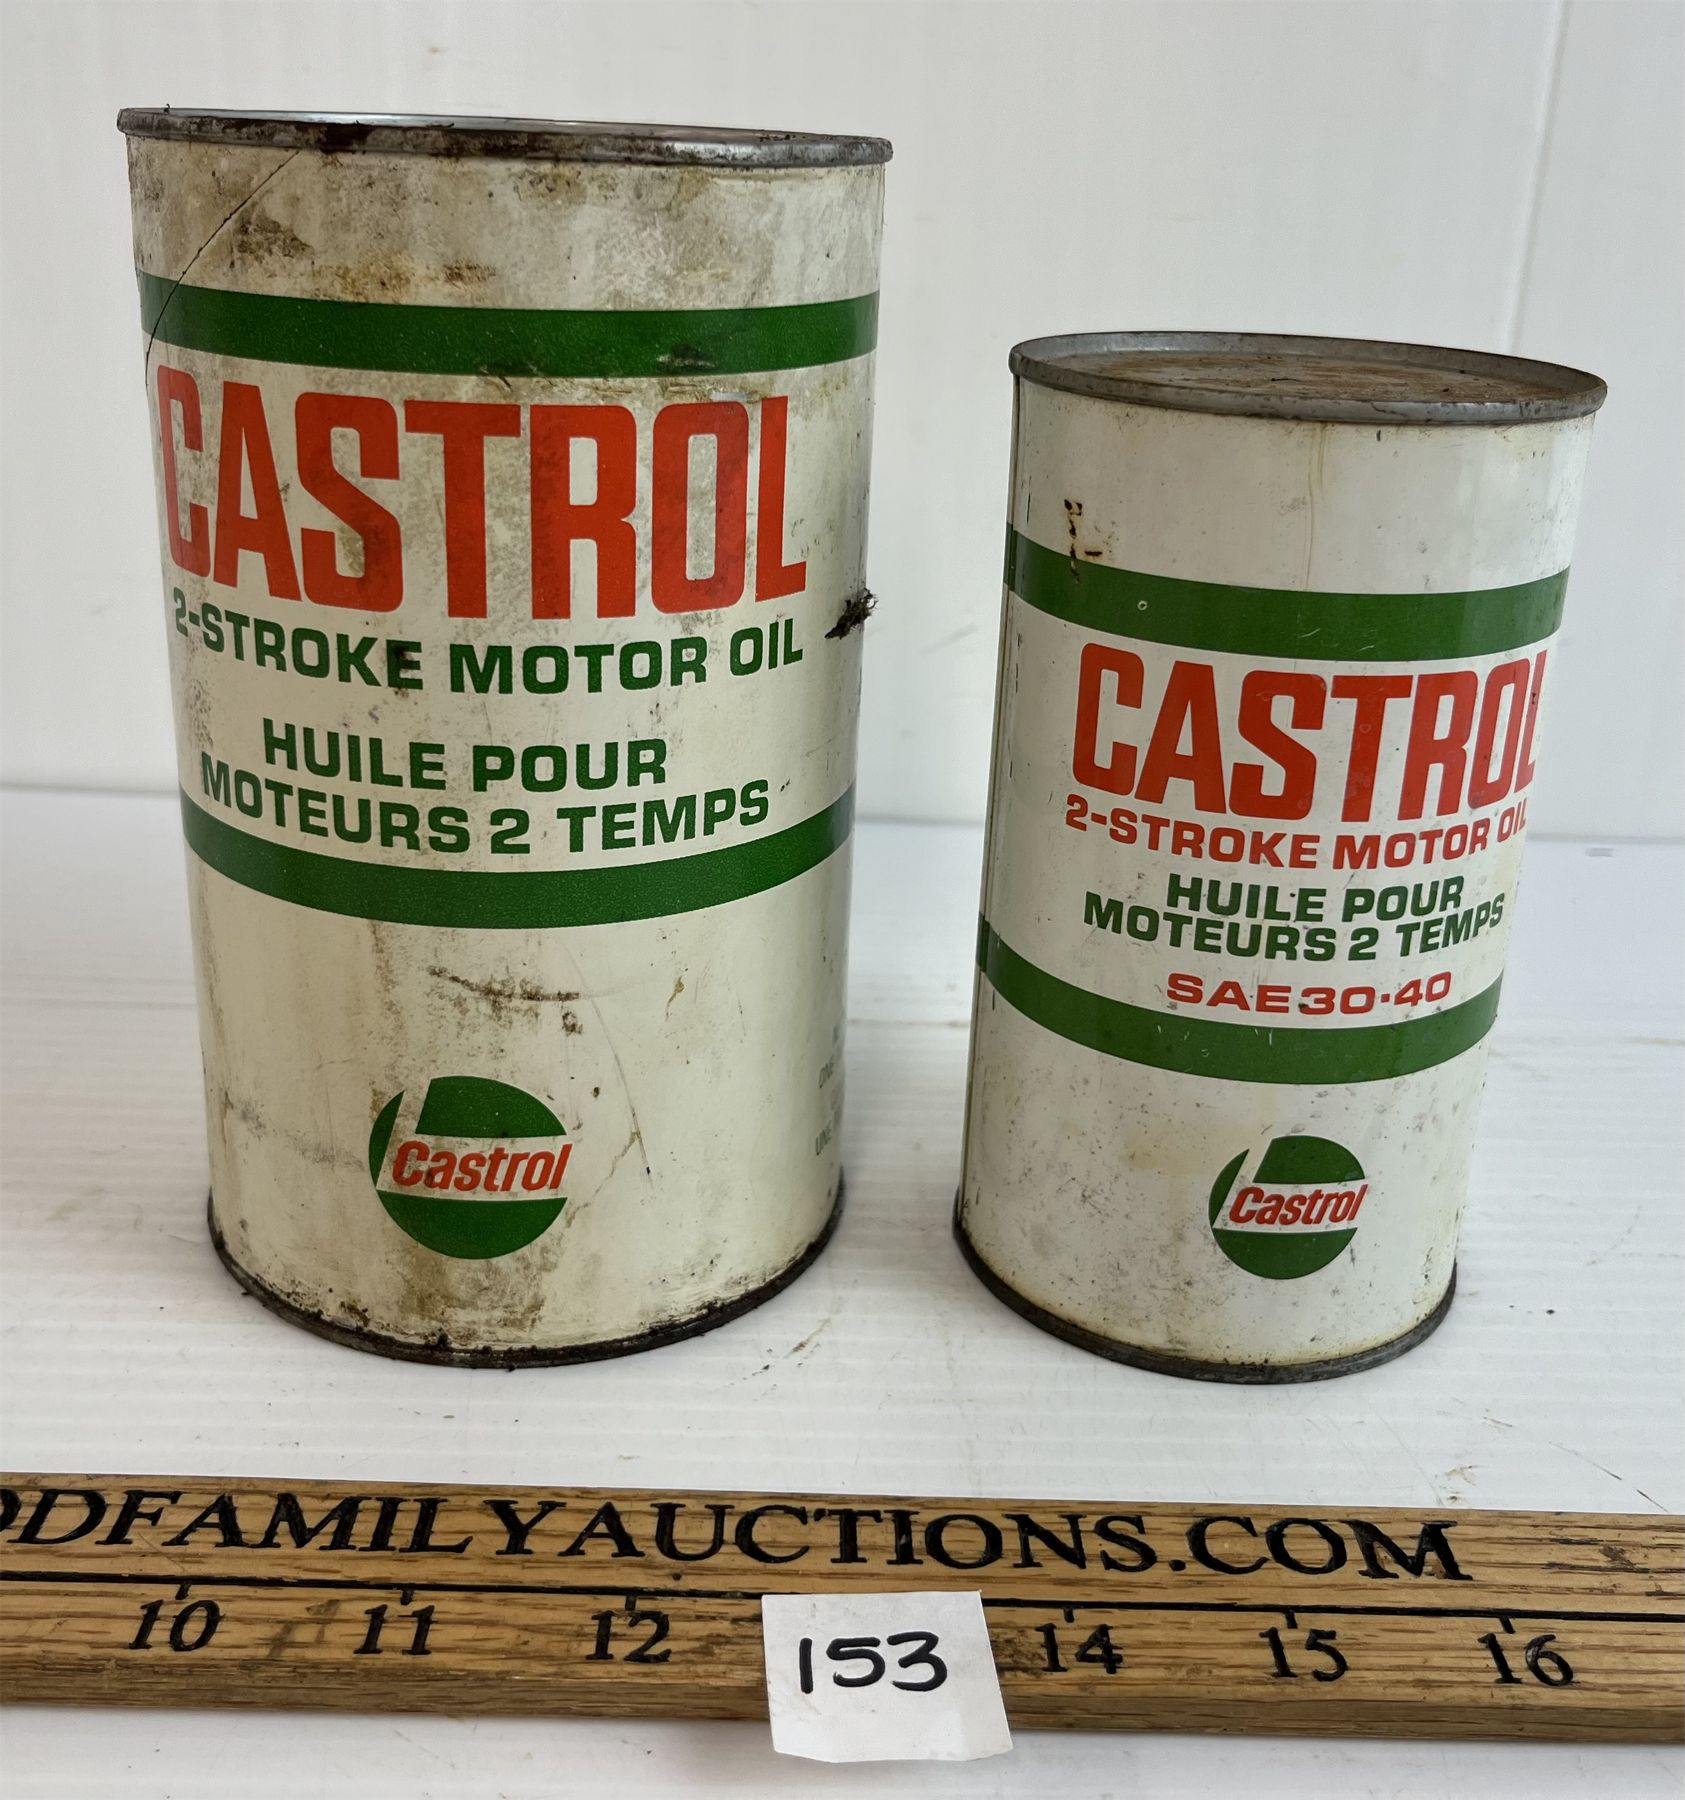 CASTROL
2-STROKE MOTOR OIL
HUILE POUR
MOTEURS 2 TEMPS
Castrol
CASTROL
2-STROKE MOTOR OIL
HUILE POUR
MOTEURS 2 TEMPS
SAE 30-40
Castrol
ODFAMILYAUCTIONS.COM
10 11 12 14 15 16
153